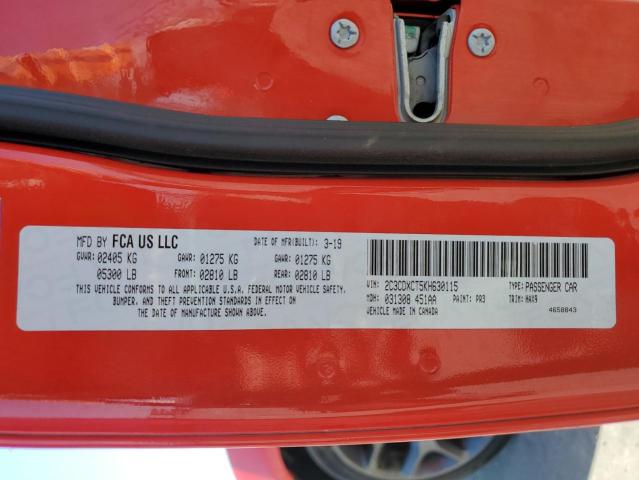 MFD BY FCA US LLC DATE OF MFR(BUILT): 3-19
GVWR: 02405 KG GAWR: 01275 KG GAWR: 01275 KG
05300 LB FRONT: 02810 LB REAR: 02810 LB
THIS VEHICLE CONFORMS TO ALL APPLICABLE U.S.A. FEDERAL MOTOR VEHICLE SAFETY,
BUMPER, AND THEFT PREVENTION STANDARDS IN EFFECT ON
THE DATE OF MANUFACTURE SHOWN ABOVE.
VIN: 2C3CDXCT5KH630115 TYPE: PASSENGER CAR
MDH: 031308 451AA PAINT: PR3 TRIM: HAX9
VEHICLE MADE IN CANADA 4658843